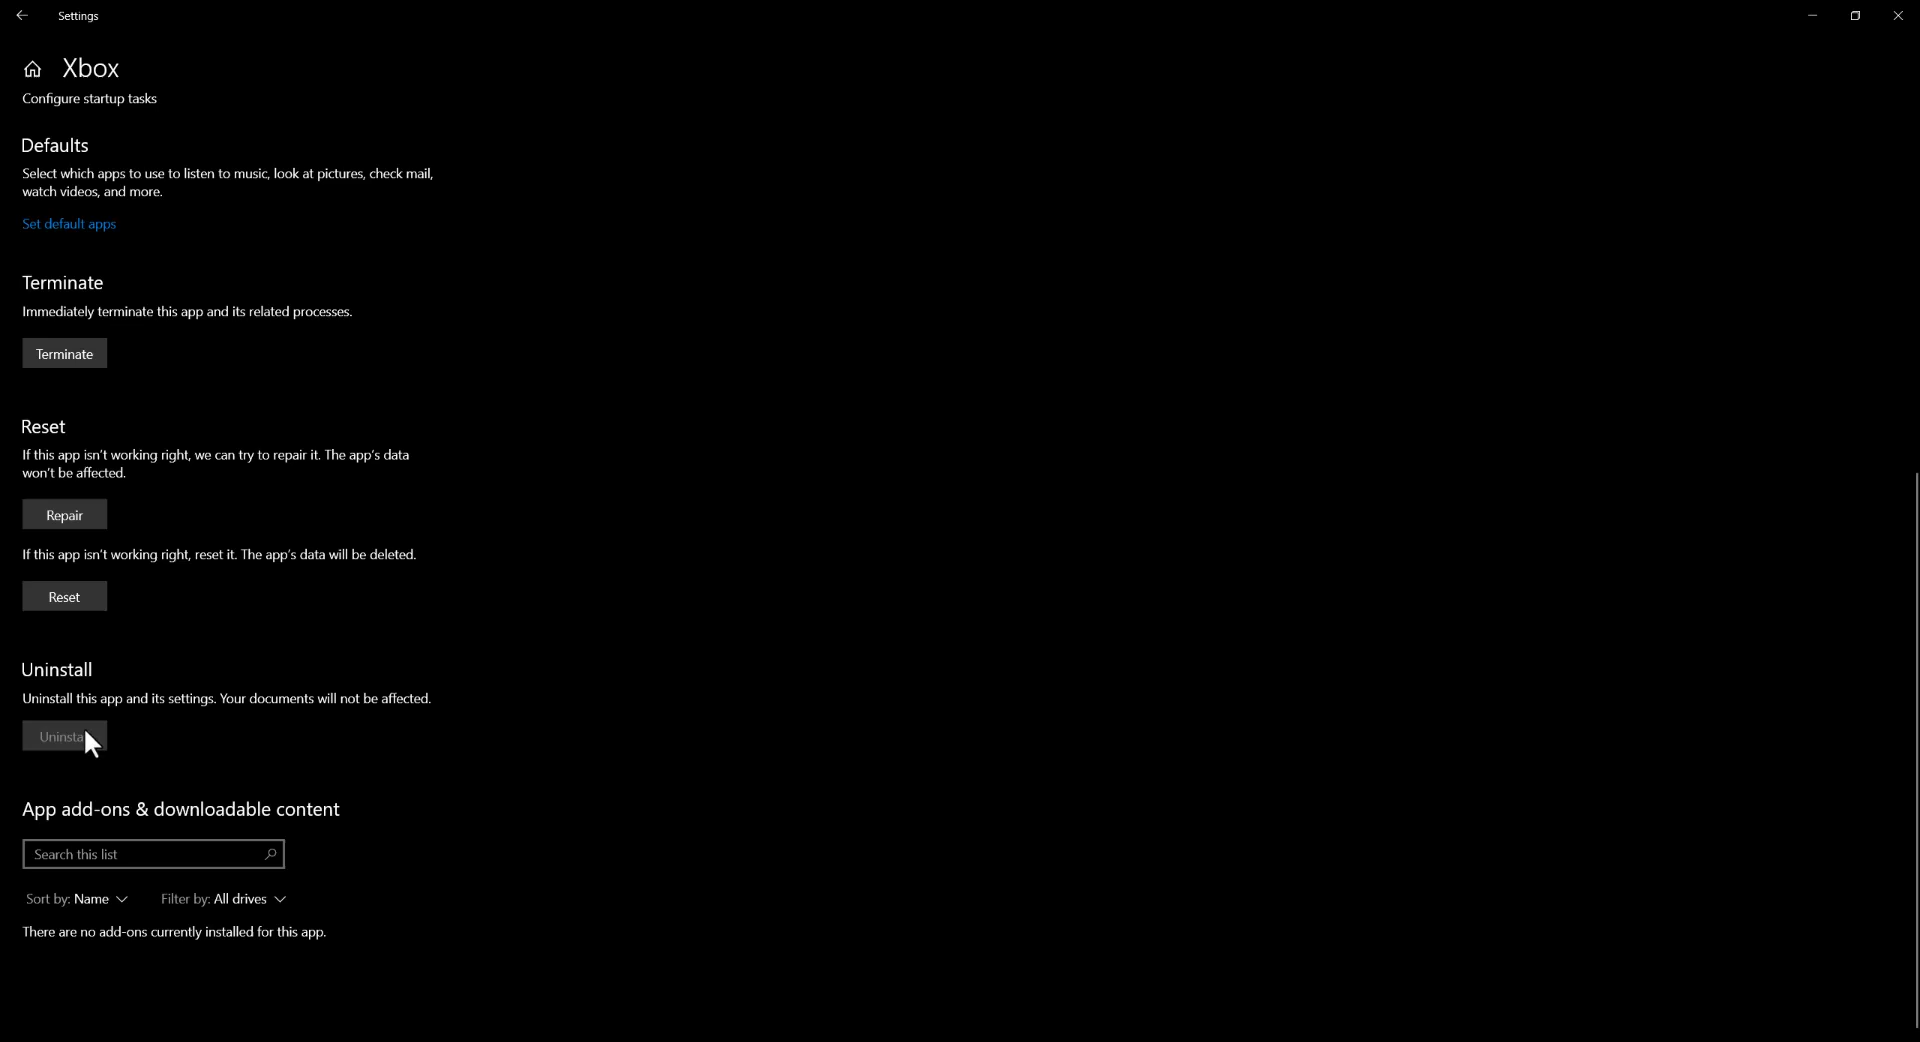 Settings
Xbox
Configure startup tasks
Defaults
Select which apps to use to listen to music, look at pictures, check mail,
watch videos, and more.
Set default apps
Terminate
Immediately terminate this app and its related processes.
Terminate
Reset
If this app isn't working right, we can try to repair it. The app's data
won't be affected.
Repair
If this app isn't working right, reset it. The app's data will be deleted.
Reset
Uninstall
Uninstall this app and its settings. Your documents will not be affected.
App add-ons & downloadable content
Search this list
Sort by: Name Filter by: All drives
There are no add-ons currently installed for this app.